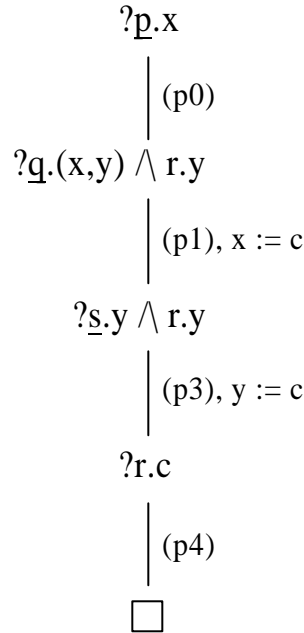 ?p.x
(p0)
?q.(x,y) /\ r.y
(p1), x := c
?s.y /\ r.y
(p3), y := c
?r.c
(p4)